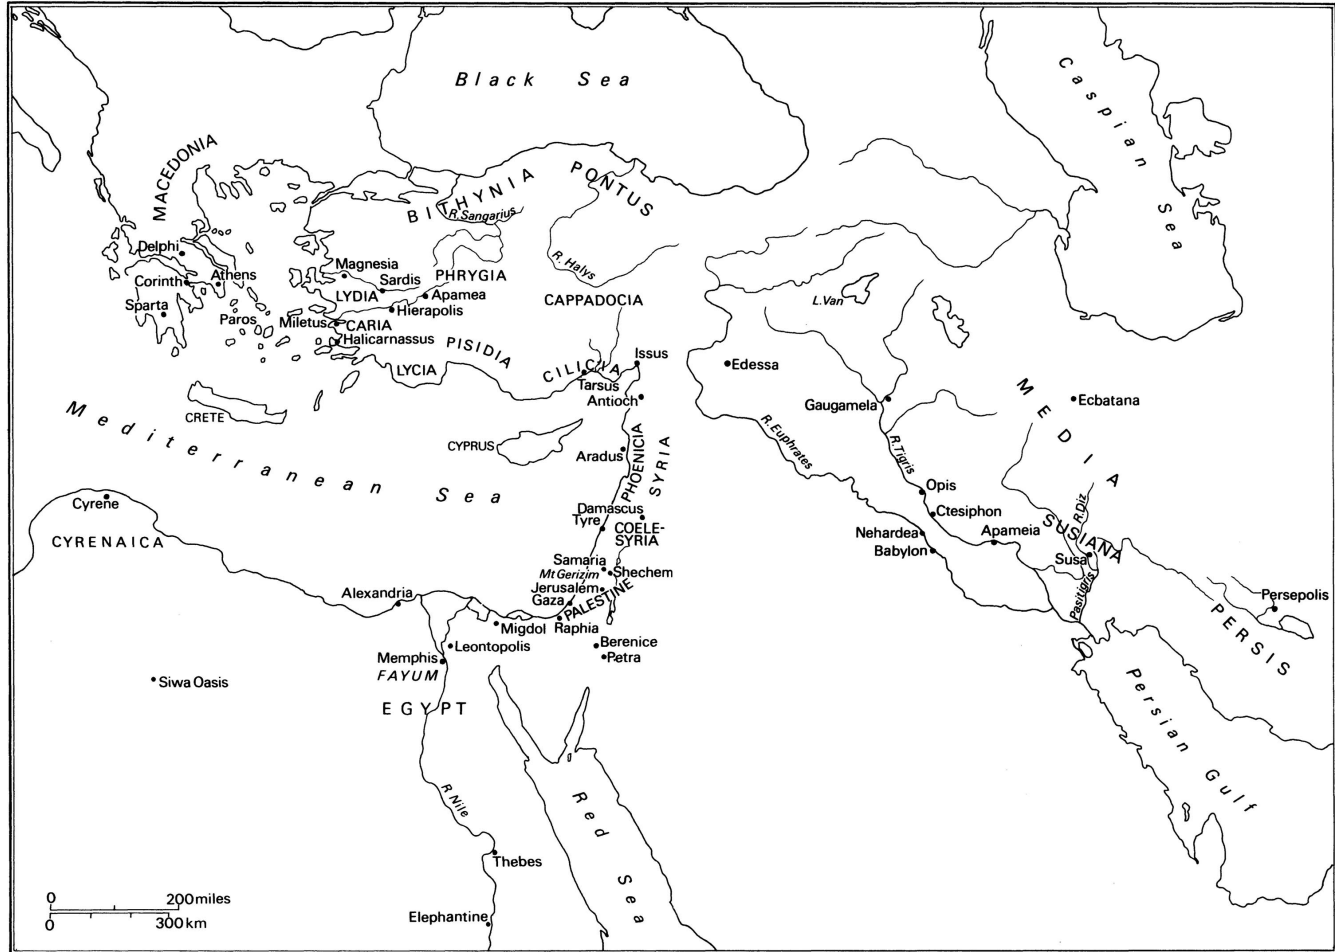 Black Sea
Caspian Sea
MACEDONIA
BITHYNIA
PONTUS
R. Sangarius
Delphi
Magnesia
Sardis
PHRYGIA
R. Halys
Corinth
Athens
LYDIA
Apamea
CAPPADOCIA
L. Van
Hierapolis
Sparta
Paros
Miletus
CARIA
Halicarnassus
PISIDIA
Issus
Edessa
LYCIA
CILICIA
Tarsus
Antioch
MEDIA
Gaugamela
Ecbatana
CRETE
Mediterranean Sea
CYPRUS
Aradus
PHOENICIA
SYRIA
R. Euphrates
R. Tigris
Opis
Cyrene
Damascus
Ctesiphon
R. Diz
Tyre
COELE-
SYRIA
CYRENAICA
Nehardea
Apameia
SUSIANA
Babylon
Susa
Samaria
Mt Gerizim
Shechem
Jerusalem
Alexandria
Gaza
PALESTINE
Pasitigris
Persepolis
Migdol
Raphia
PERSIS
Leontopolis
Berenice
Memphis
Petra
FAYUM
Siwa Oasis
EGYPT
Persian Gulf
R. Nile
Red Sea
Thebes
0 200 miles
0 300 km
Elephantine